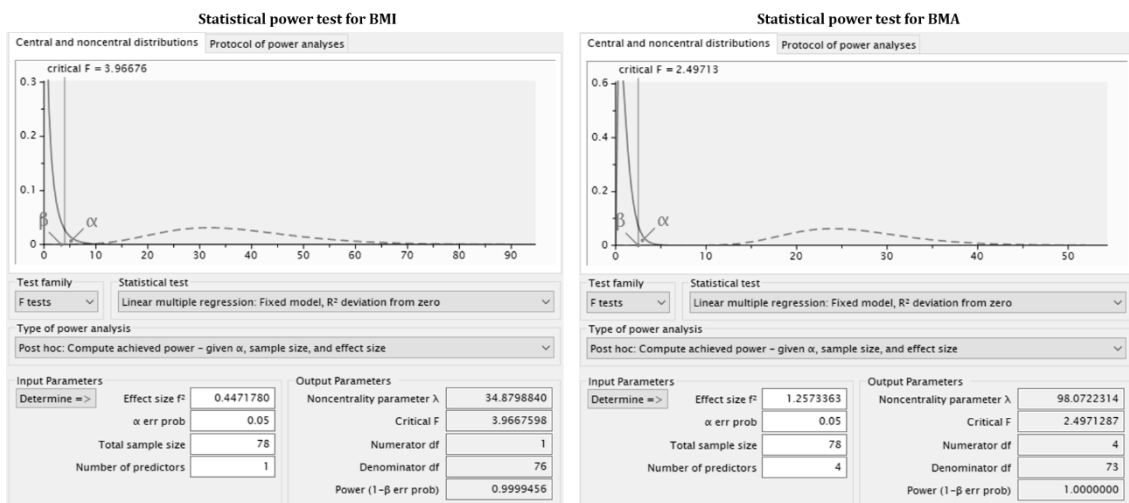 Statistical power test for BMI
Central and noncentral distributions Protocol of power analyses
critical F = 3.96676
0.3
0.2
0.1
0
β α
0 10 20 30 40 50 60 70 80 90
Test family Statistical test
F tests Linear multiple regression: Fixed model, R² deviation from zero
Type of power analysis
Post hoc: Compute achieved power – given α, sample size, and effect size
Input Parameters Output Parameters
Determine => Effect size f² 0.4471780 Noncentrality parameter λ 34.8798840
α err prob 0.05 Critical F 3.9667598
Total sample size 78 Numerator df 1
Number of predictors 1 Denominator df 76
Power (1-β err prob) 0.9999456
Statistical power test for BMA
Central and noncentral distributions Protocol of power analyses
critical F = 2.49713
0.6
0.4
0.2
0
β α
0 10 20 30 40 50
Test family Statistical test
F tests Linear multiple regression: Fixed model, R² deviation from zero
Type of power analysis
Post hoc: Compute achieved power – given α, sample size, and effect size
Input Parameters Output Parameters
Determine => Effect size f² 1.2573363 Noncentrality parameter λ 98.0722314
α err prob 0.05 Critical F 2.4971287
Total sample size 78 Numerator df 4
Number of predictors 4 Denominator df 73
Power (1-β err prob) 1.0000000